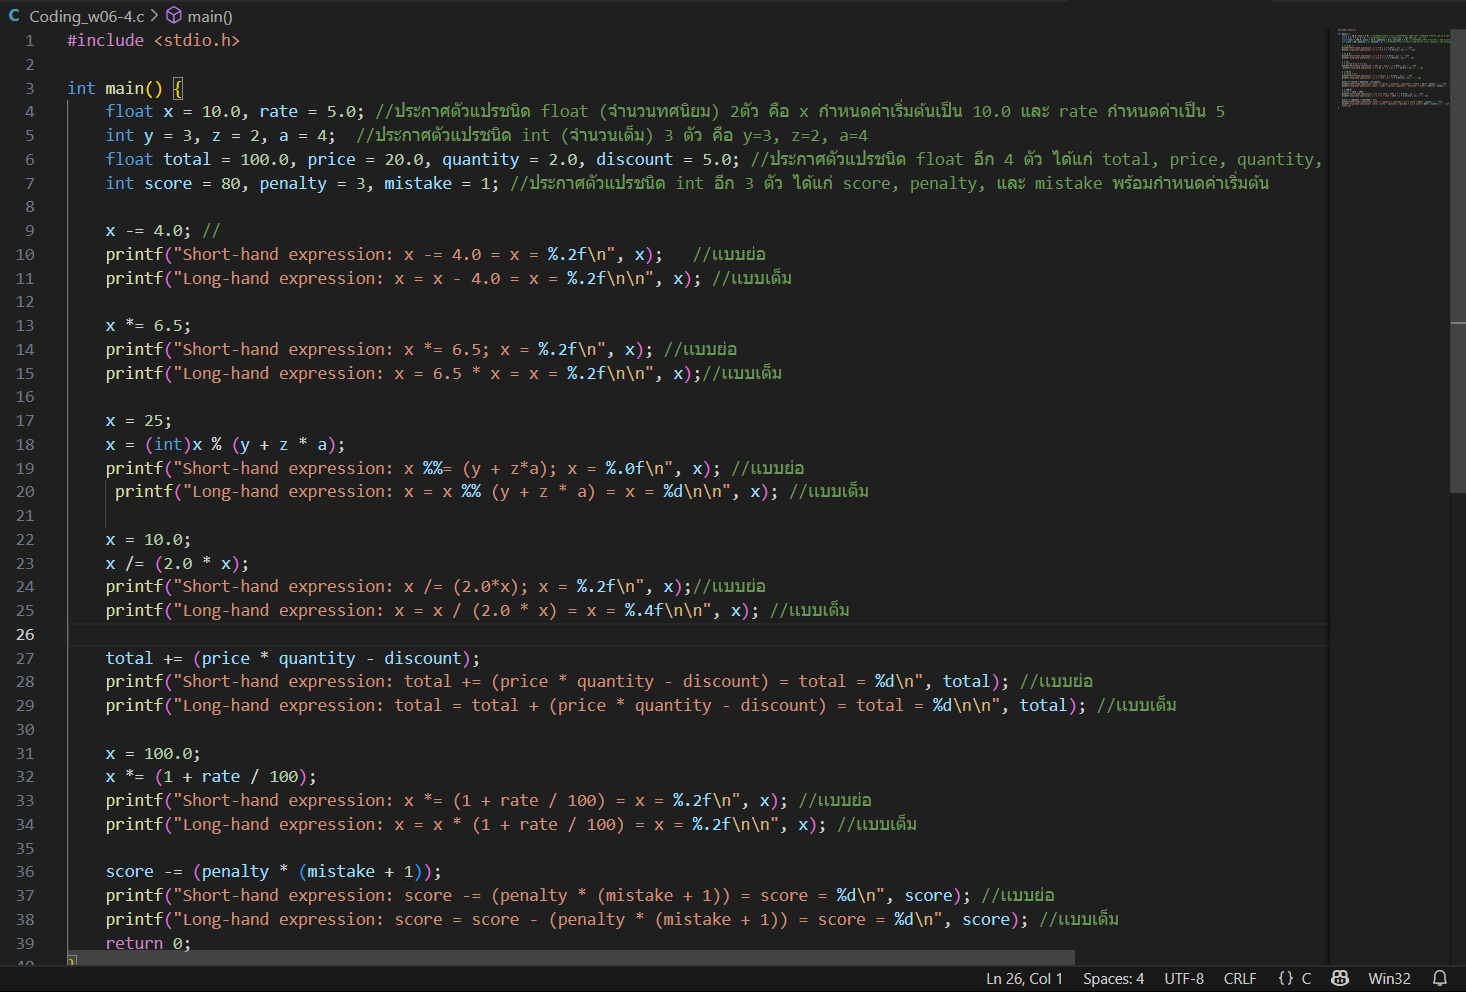 Coding_w06-4.c > main()
1 #include <stdio.h>
2
3 int main() {
4 float x = 10.0, rate = 5.0; //ประกาศตัวแปรชนิด float (จำนวนทศนิยม) 2ตัว คือ x กำหนดค่าเริ่มต้นเป็น 10.0 และ rate กำหนดค่าเป็น 5
5 int y = 3, z = 2, a = 4;  //ประกาศตัวแปรชนิด int (จำนวนเต็ม) 3 ตัว คือ y=3, z=2, a=4
6 float total = 100.0, price = 20.0, quantity = 2.0, discount = 5.0; //ประกาศตัวแปรชนิด float อีก 4 ตัว ได้แก่ total, price, quantity,
7 int score = 80, penalty = 3, mistake = 1; //ประกาศตัวแปรชนิด int อีก 3 ตัว ได้แก่ score, penalty, และ mistake พร้อมกำหนดค่าเริ่มต้น
8
9 x -= 4.0; //
10 printf("Short-hand expression: x -= 4.0 = x = %.2f\n", x);   //แบบย่อ
11 printf("Long-hand expression: x = x - 4.0 = x = %.2f\n\n", x); //แบบเต็ม
12
13 x *= 6.5;
14 printf("Short-hand expression: x *= 6.5; x = %.2f\n", x); //แบบย่อ
15 printf("Long-hand expression: x = 6.5 * x = x = %.2f\n\n", x);//แบบเต็ม
16
17 x = 25;
18 x = (int)x % (y + z * a);
19 printf("Short-hand expression: x %%= (y + z*a); x = %.0f\n", x); //แบบย่อ
20 printf("Long-hand expression: x = x %% (y + z * a) = x = %d\n\n", x); //แบบเต็ม
21
22 x = 10.0;
23 x /= (2.0 * x);
24 printf("Short-hand expression: x /= (2.0*x); x = %.2f\n", x);//แบบย่อ
25 printf("Long-hand expression: x = x / (2.0 * x) = x = %.4f\n\n", x); //แบบเต็ม
26
27 total += (price * quantity - discount);
28 printf("Short-hand expression: total += (price * quantity - discount) = total = %d\n", total); //แบบย่อ
29 printf("Long-hand expression: total = total + (price * quantity - discount) = total = %d\n\n", total); //แบบเต็ม
30
31 x = 100.0;
32 x *= (1 + rate / 100);
33 printf("Short-hand expression: x *= (1 + rate / 100) = x = %.2f\n", x); //แบบย่อ
34 printf("Long-hand expression: x = x * (1 + rate / 100) = x = %.2f\n\n", x); //แบบเต็ม
35
36 score -= (penalty * (mistake + 1));
37 printf("Short-hand expression: score -= (penalty * (mistake + 1)) = score = %d\n", score); //แบบย่อ
38 printf("Long-hand expression: score = score - (penalty * (mistake + 1)) = score = %d\n", score); //แบบเต็ม
39 return 0;
40 }
Ln 26, Col 1 Spaces: 4 UTF-8 CRLF {} C Win32